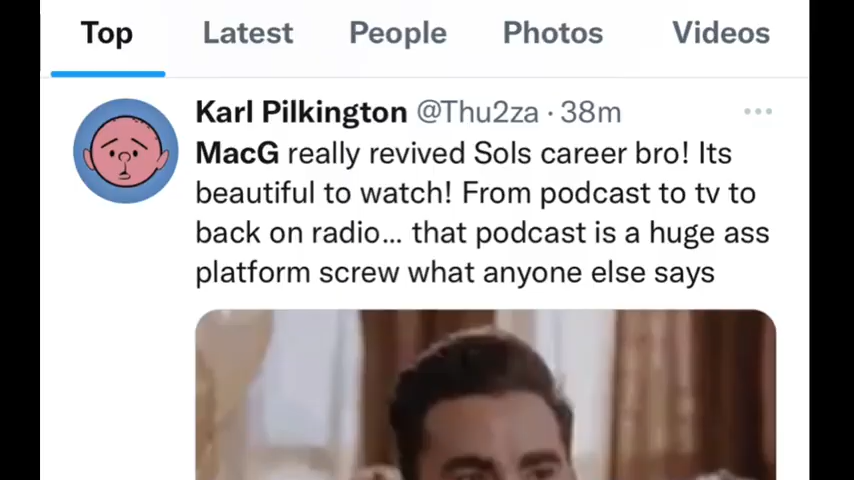 Top Latest People Photos Videos
Karl Pilkington @Thu2za · 38m
MacG really revived Sols career bro! Its
beautiful to watch! From podcast to tv to
back on radio... that podcast is a huge ass
platform screw what anyone else says